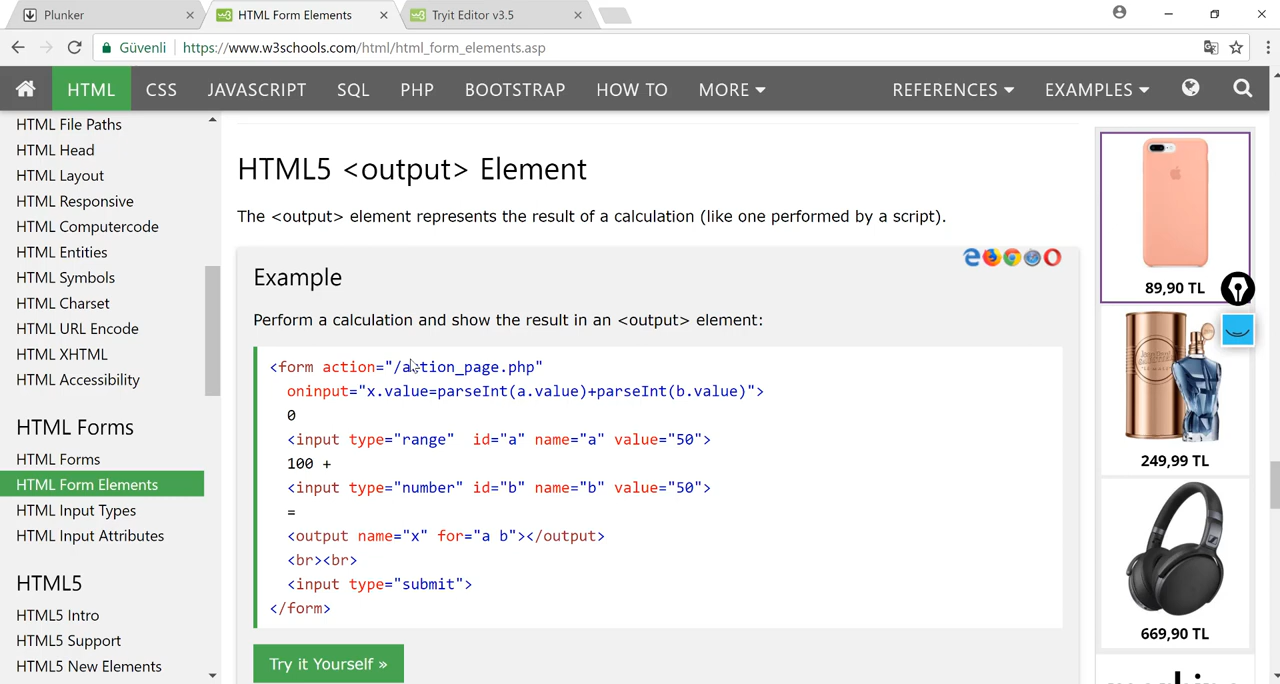 Plunker
HTML Form Elements
Tryit Editor v3.5
Güvenli
https://www.w3schools.com/html/html_form_elements.asp
HTML
CSS
JAVASCRIPT
SQL
PHP
BOOTSTRAP
HOW TO
MORE
REFERENCES
EXAMPLES
HTML File Paths
HTML Head
HTML Layout
HTML Responsive
HTML Computercode
HTML Entities
HTML Symbols
HTML Charset
HTML URL Encode
HTML XHTML
HTML Accessibility
HTML Forms
HTML Forms
HTML Form Elements
HTML Input Types
HTML Input Attributes
HTML5
HTML5 Intro
HTML5 Support
HTML5 New Elements
HTML5 <output> Element
The <output> element represents the result of a calculation (like one performed by a script).
Example
Perform a calculation and show the result in an <output> element:
<form action="/action_page.php"
oninput="x.value=parseInt(a.value)+parseInt(b.value)">
0
<input type="range"  id="a" name="a" value="50">
100 +
<input type="number" id="b" name="b" value="50">
=
<output name="x" for="a b"></output>
<br><br>
<input type="submit">
</form>
Try it Yourself »
89,90 TL
249,99 TL
669,90 TL